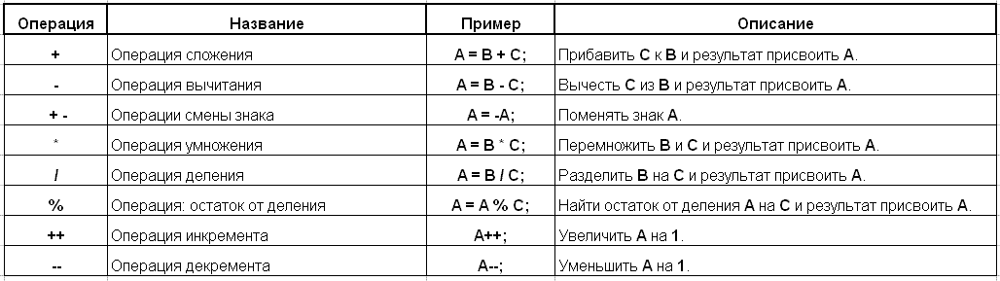 Операция Название Пример Описание
+ Операция сложения A = B + C; Прибавить C к B и результат присвоить A.
- Операция вычитания A = B - C; Вычесть C из B и результат присвоить A.
+ - Операции смены знака A = -A; Поменять знак A.
* Операция умножения A = B * C; Перемножить B и C и результат присвоить A.
/ Операция деления A = B / C; Разделить B на C и результат присвоить A.
% Операция: остаток от деления A = A % C; Найти остаток от деления A на C и результат присвоить A.
++ Операция инкремента A++; Увеличить A на 1.
-- Операция декремента A--; Уменьшить A на 1.